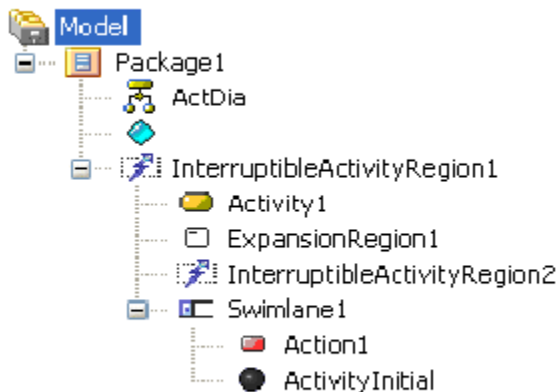 Model
Package1
ActDia
InterruptibleActivityRegion1
Activity1
ExpansionRegion1
InterruptibleActivityRegion2
Swimlane1
Action1
ActivityInitial